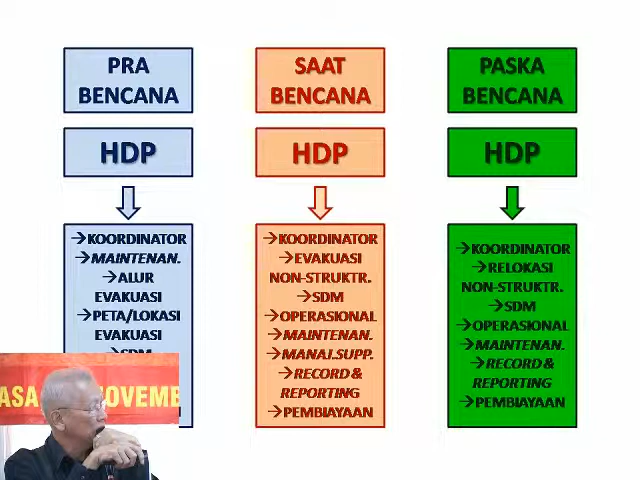 PRA
BENCANA
HDP
→KOORDINATOR
→MAINTENAN.
→ALUR
EVAKUASI
→PETA/LOKASI
EVAKUASI
→SDM
SAAT
BENCANA
HDP
→KOORDINATOR
→EVAKUASI
NON-STRUKTR.
→SDM
→OPERASIONAL
→MAINTENAN.
→MANAJ.SUPP.
→RECORD &
REPORTING
→PEMBIAYAAN
PASKA
BENCANA
HDP
→KOORDINATOR
→RELOKASI
NON-STRUKTR.
→SDM
→OPERASIONAL
→MAINTENAN.
→RECORD &
REPORTING
→PEMBIAYAAN